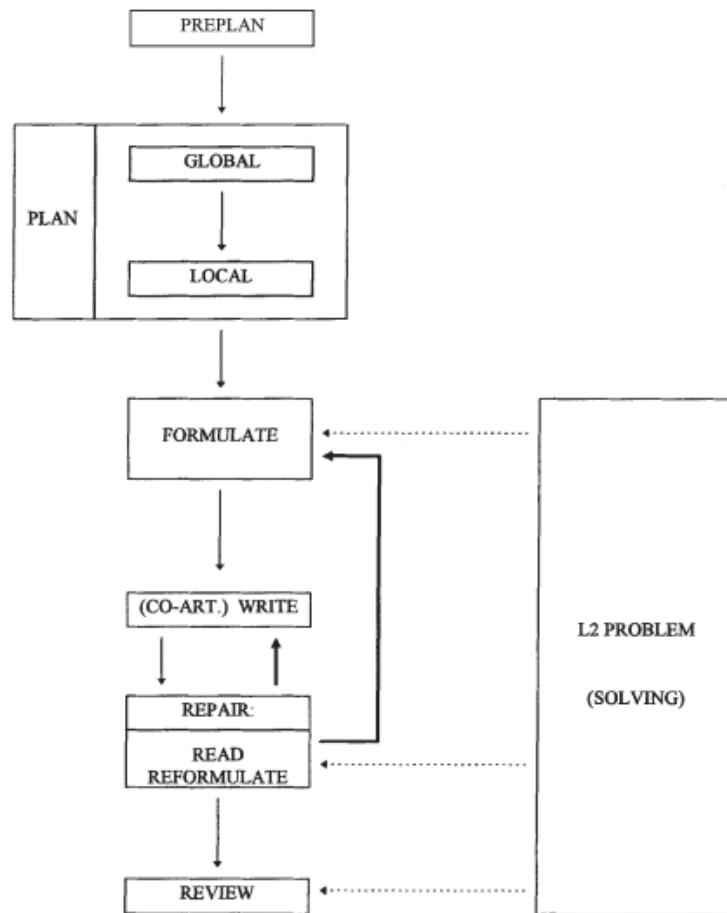 PREPLAN
GLOBAL
PLAN
LOCAL
FORMULATE
(CO-ART.) WRITE
L2 PROBLEM
(SOLVING)
REPAIR:
READ
REFORMULATE
REVIEW